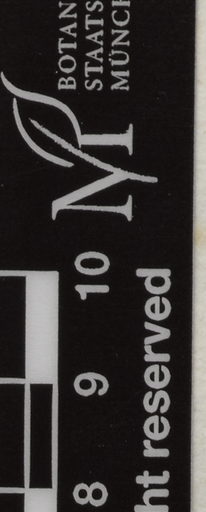 BOTAN
STAATS
MÜNCH
M
8 9 10
ht reserved